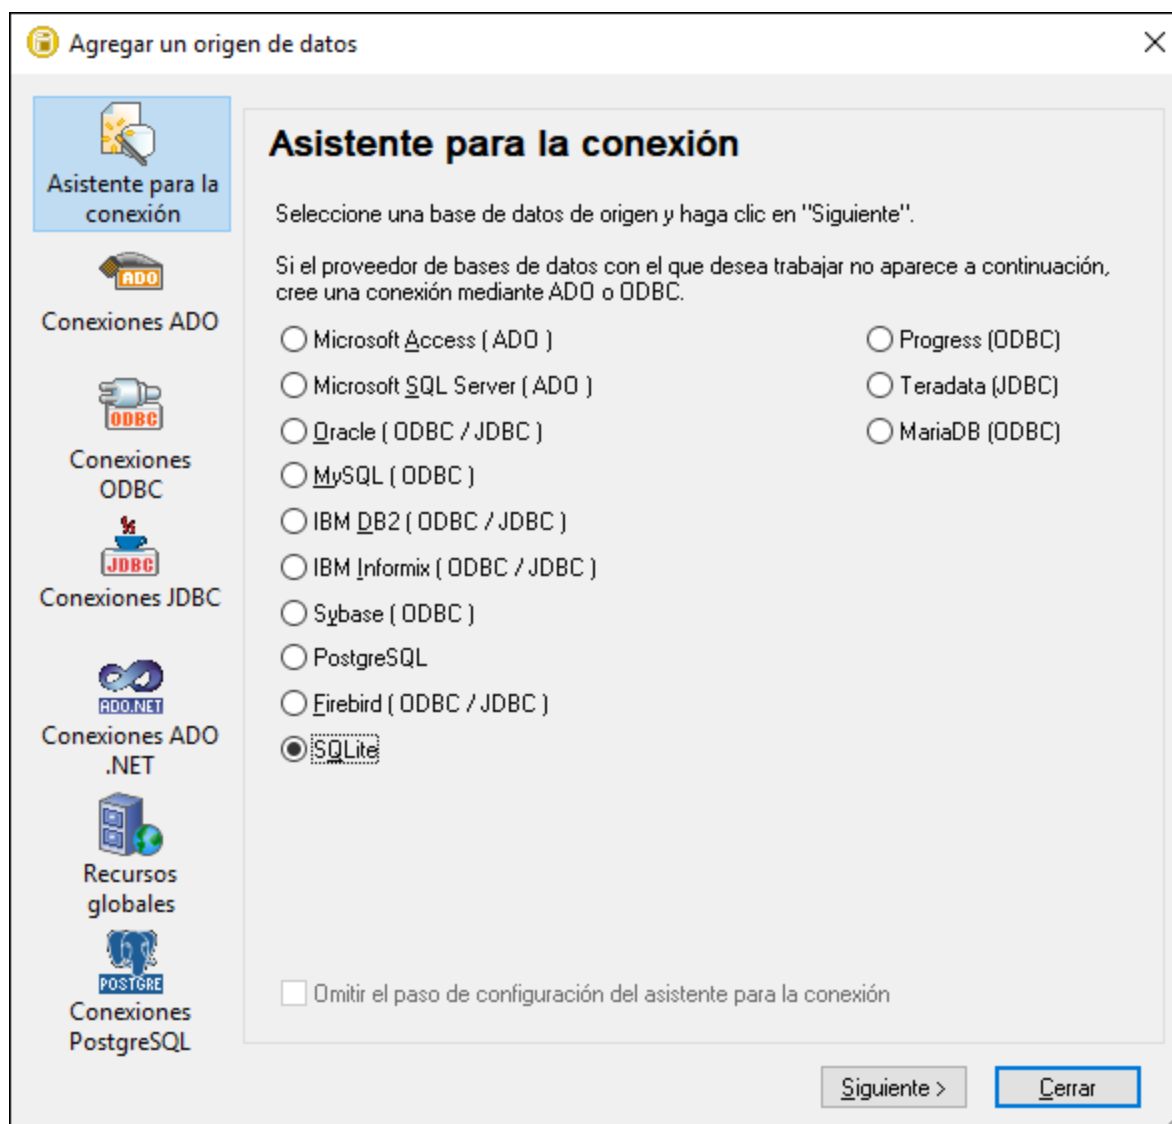 Agregar un origen de datos
Asistente para la
conexión
ADO
Conexiones ADO
ODBC
Conexiones
ODBC
JDBC
Conexiones JDBC
ADO.NET
Conexiones ADO
.NET
Recursos
globales
POSTGRE
Conexiones
PostgreSQL
Asistente para la conexión
Seleccione una base de datos de origen y haga clic en "Siguiente".
Si el proveedor de bases de datos con el que desea trabajar no aparece a continuación,
cree una conexión mediante ADO o ODBC.
Microsoft Access ( ADO )
Microsoft SQL Server ( ADO )
Oracle ( ODBC / JDBC )
MySQL ( ODBC )
IBM DB2 ( ODBC / JDBC )
IBM Informix ( ODBC / JDBC )
Sybase ( ODBC )
PostgreSQL
Firebird ( ODBC / JDBC )
SQLite
Progress (ODBC)
Teradata (JDBC)
MariaDB (ODBC)
Omitir el paso de configuración del asistente para la conexión
Siguiente >
Cerrar